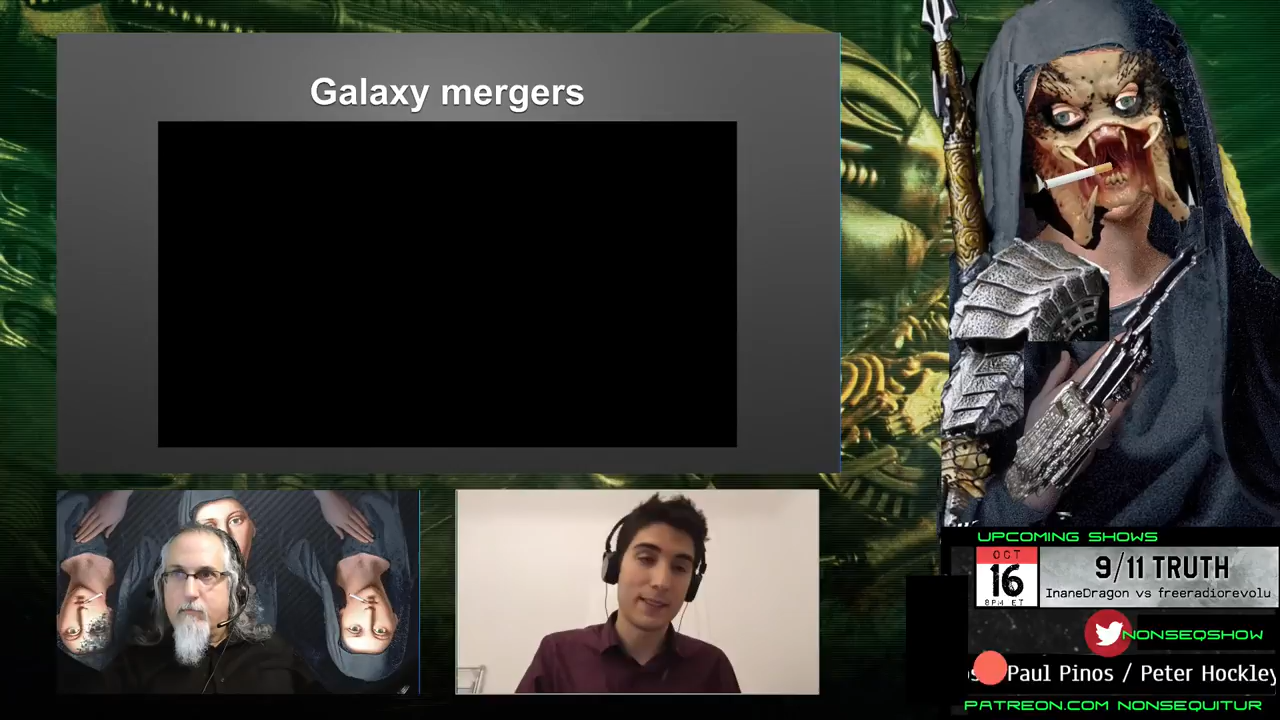 Galaxy mergers
UPCOMING SHOWS
OCT
16
8PM ET
9/11 TRUTH
InaneDragon vs freeradiorevolu
NONSEQSHOW
Paul Pinos / Peter Hockley
PATREON.COM NONSEQUITUR